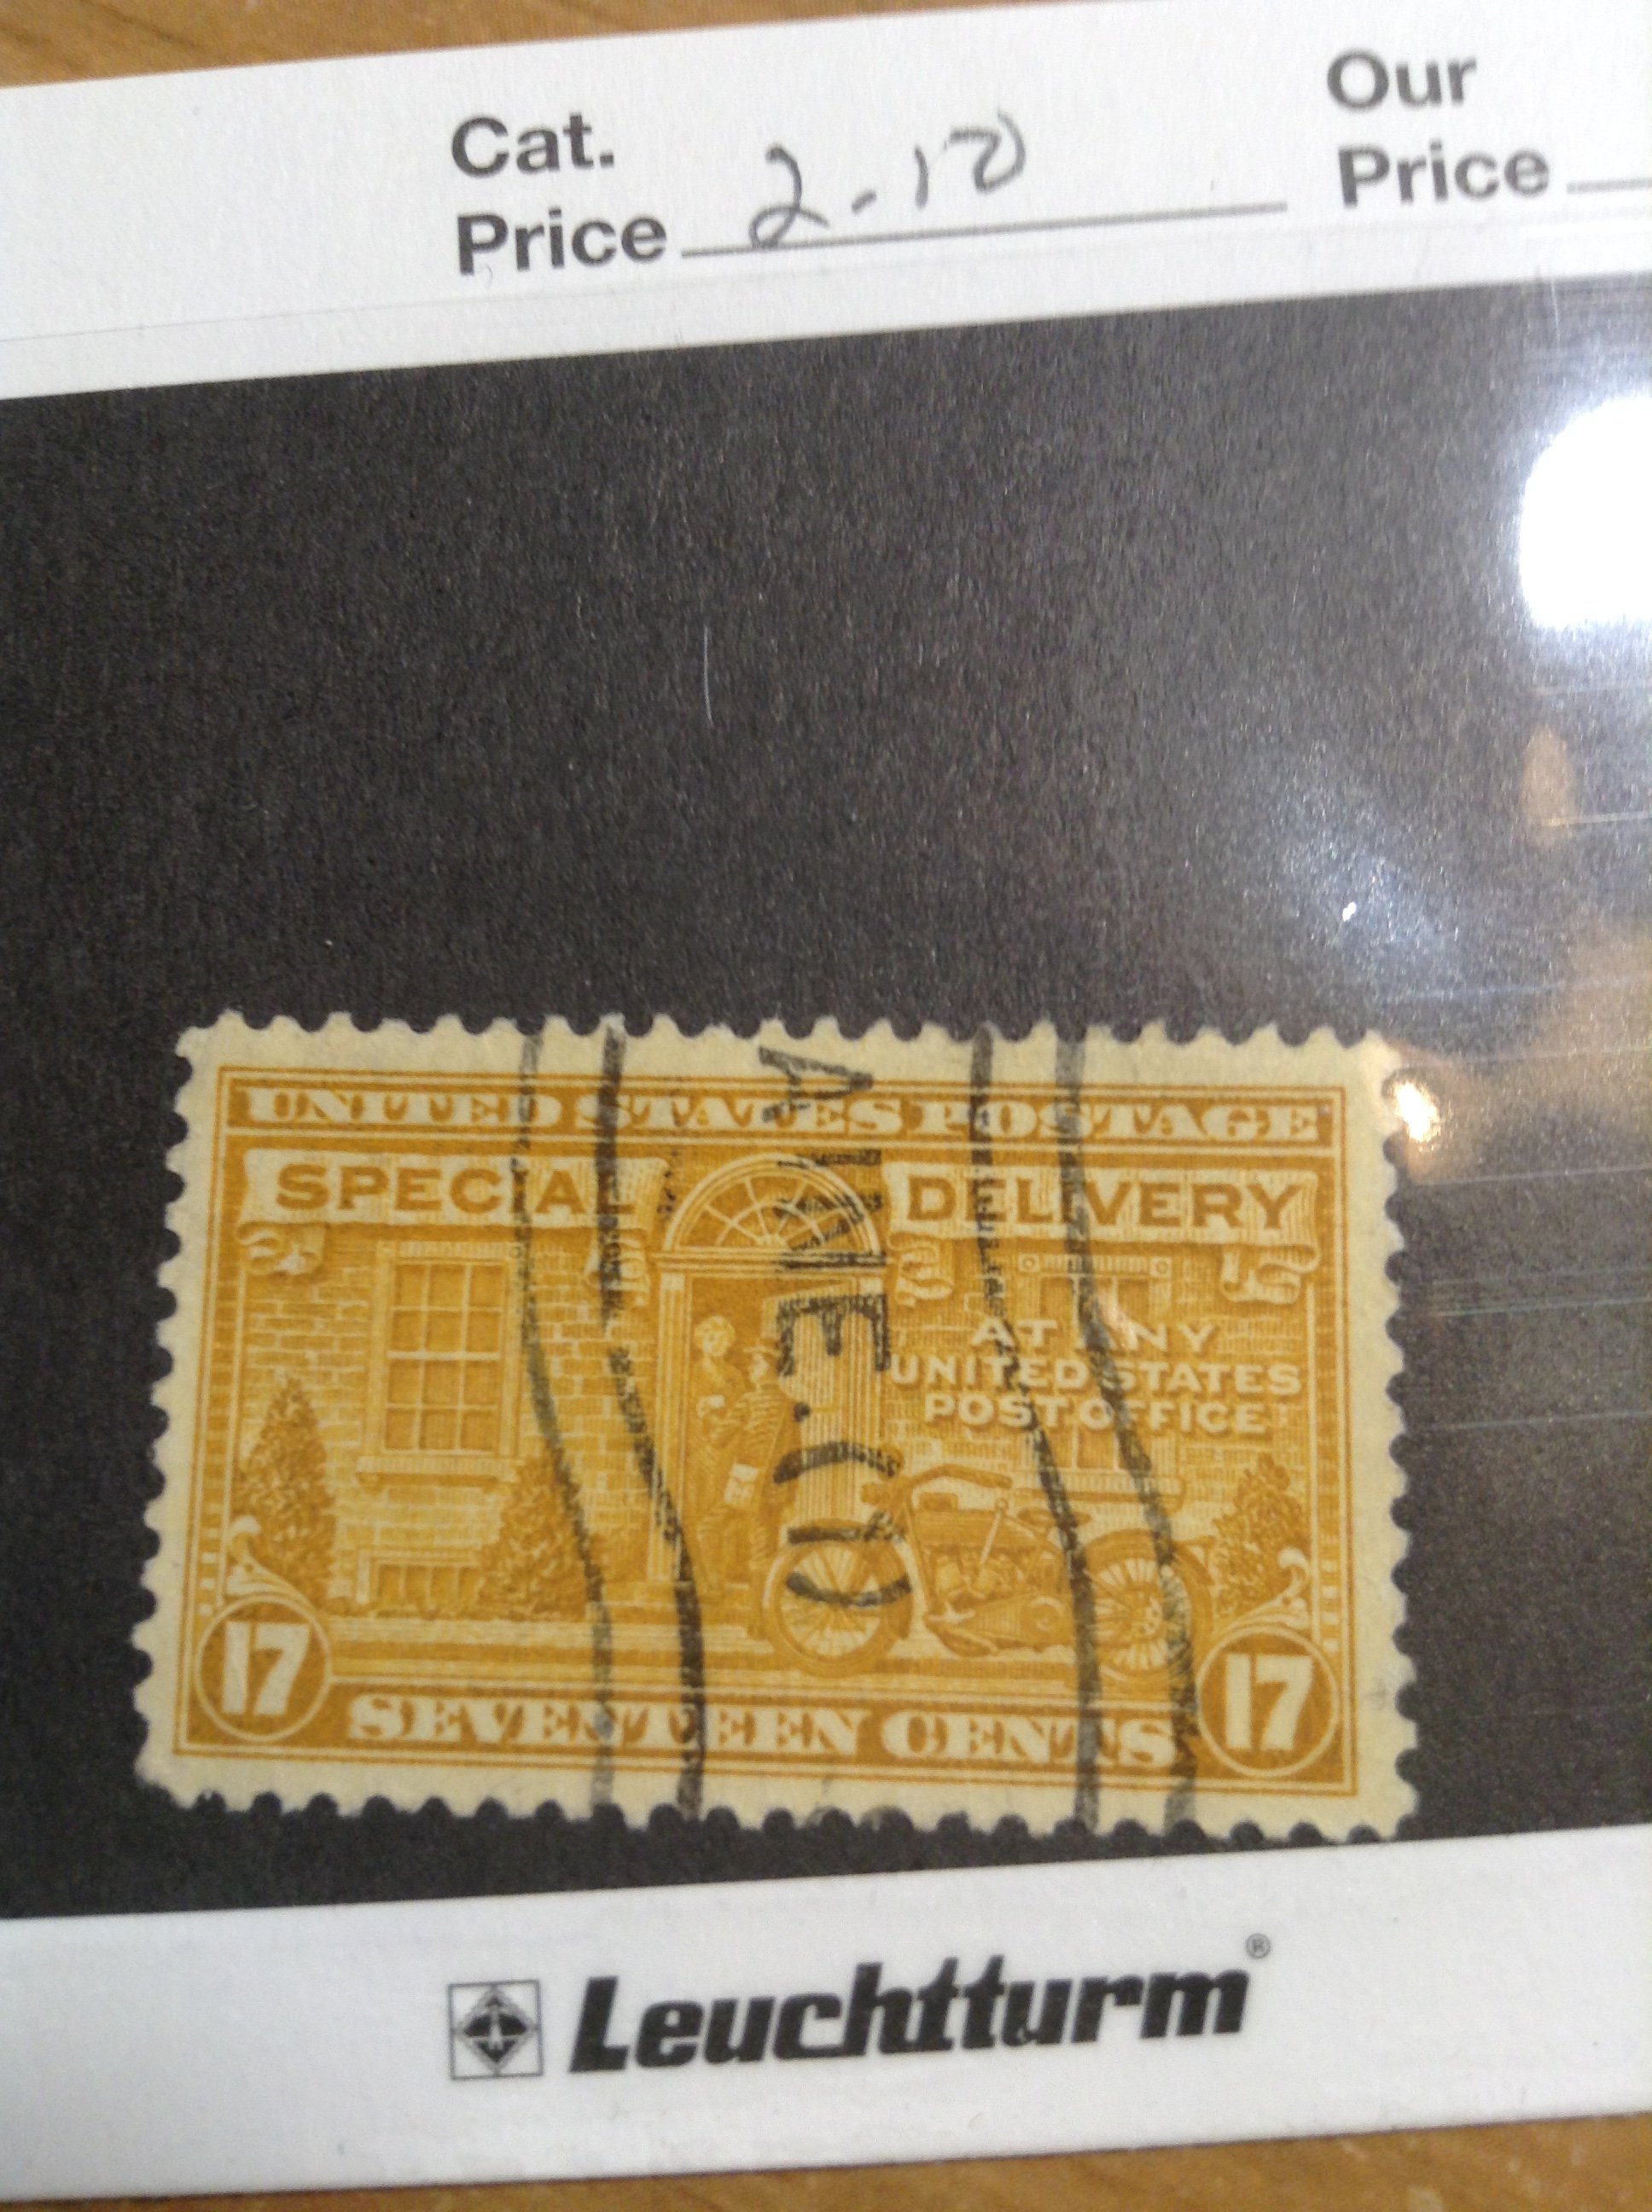 Cat.
Price 2.10
Our
Price
UNITED STATES POSTAGE
SPECIAL DELIVERY
AT ANY
UNITED STATES
POST OFFICE
17 SEVENTEEN CENTS 17
Leuchtturm®